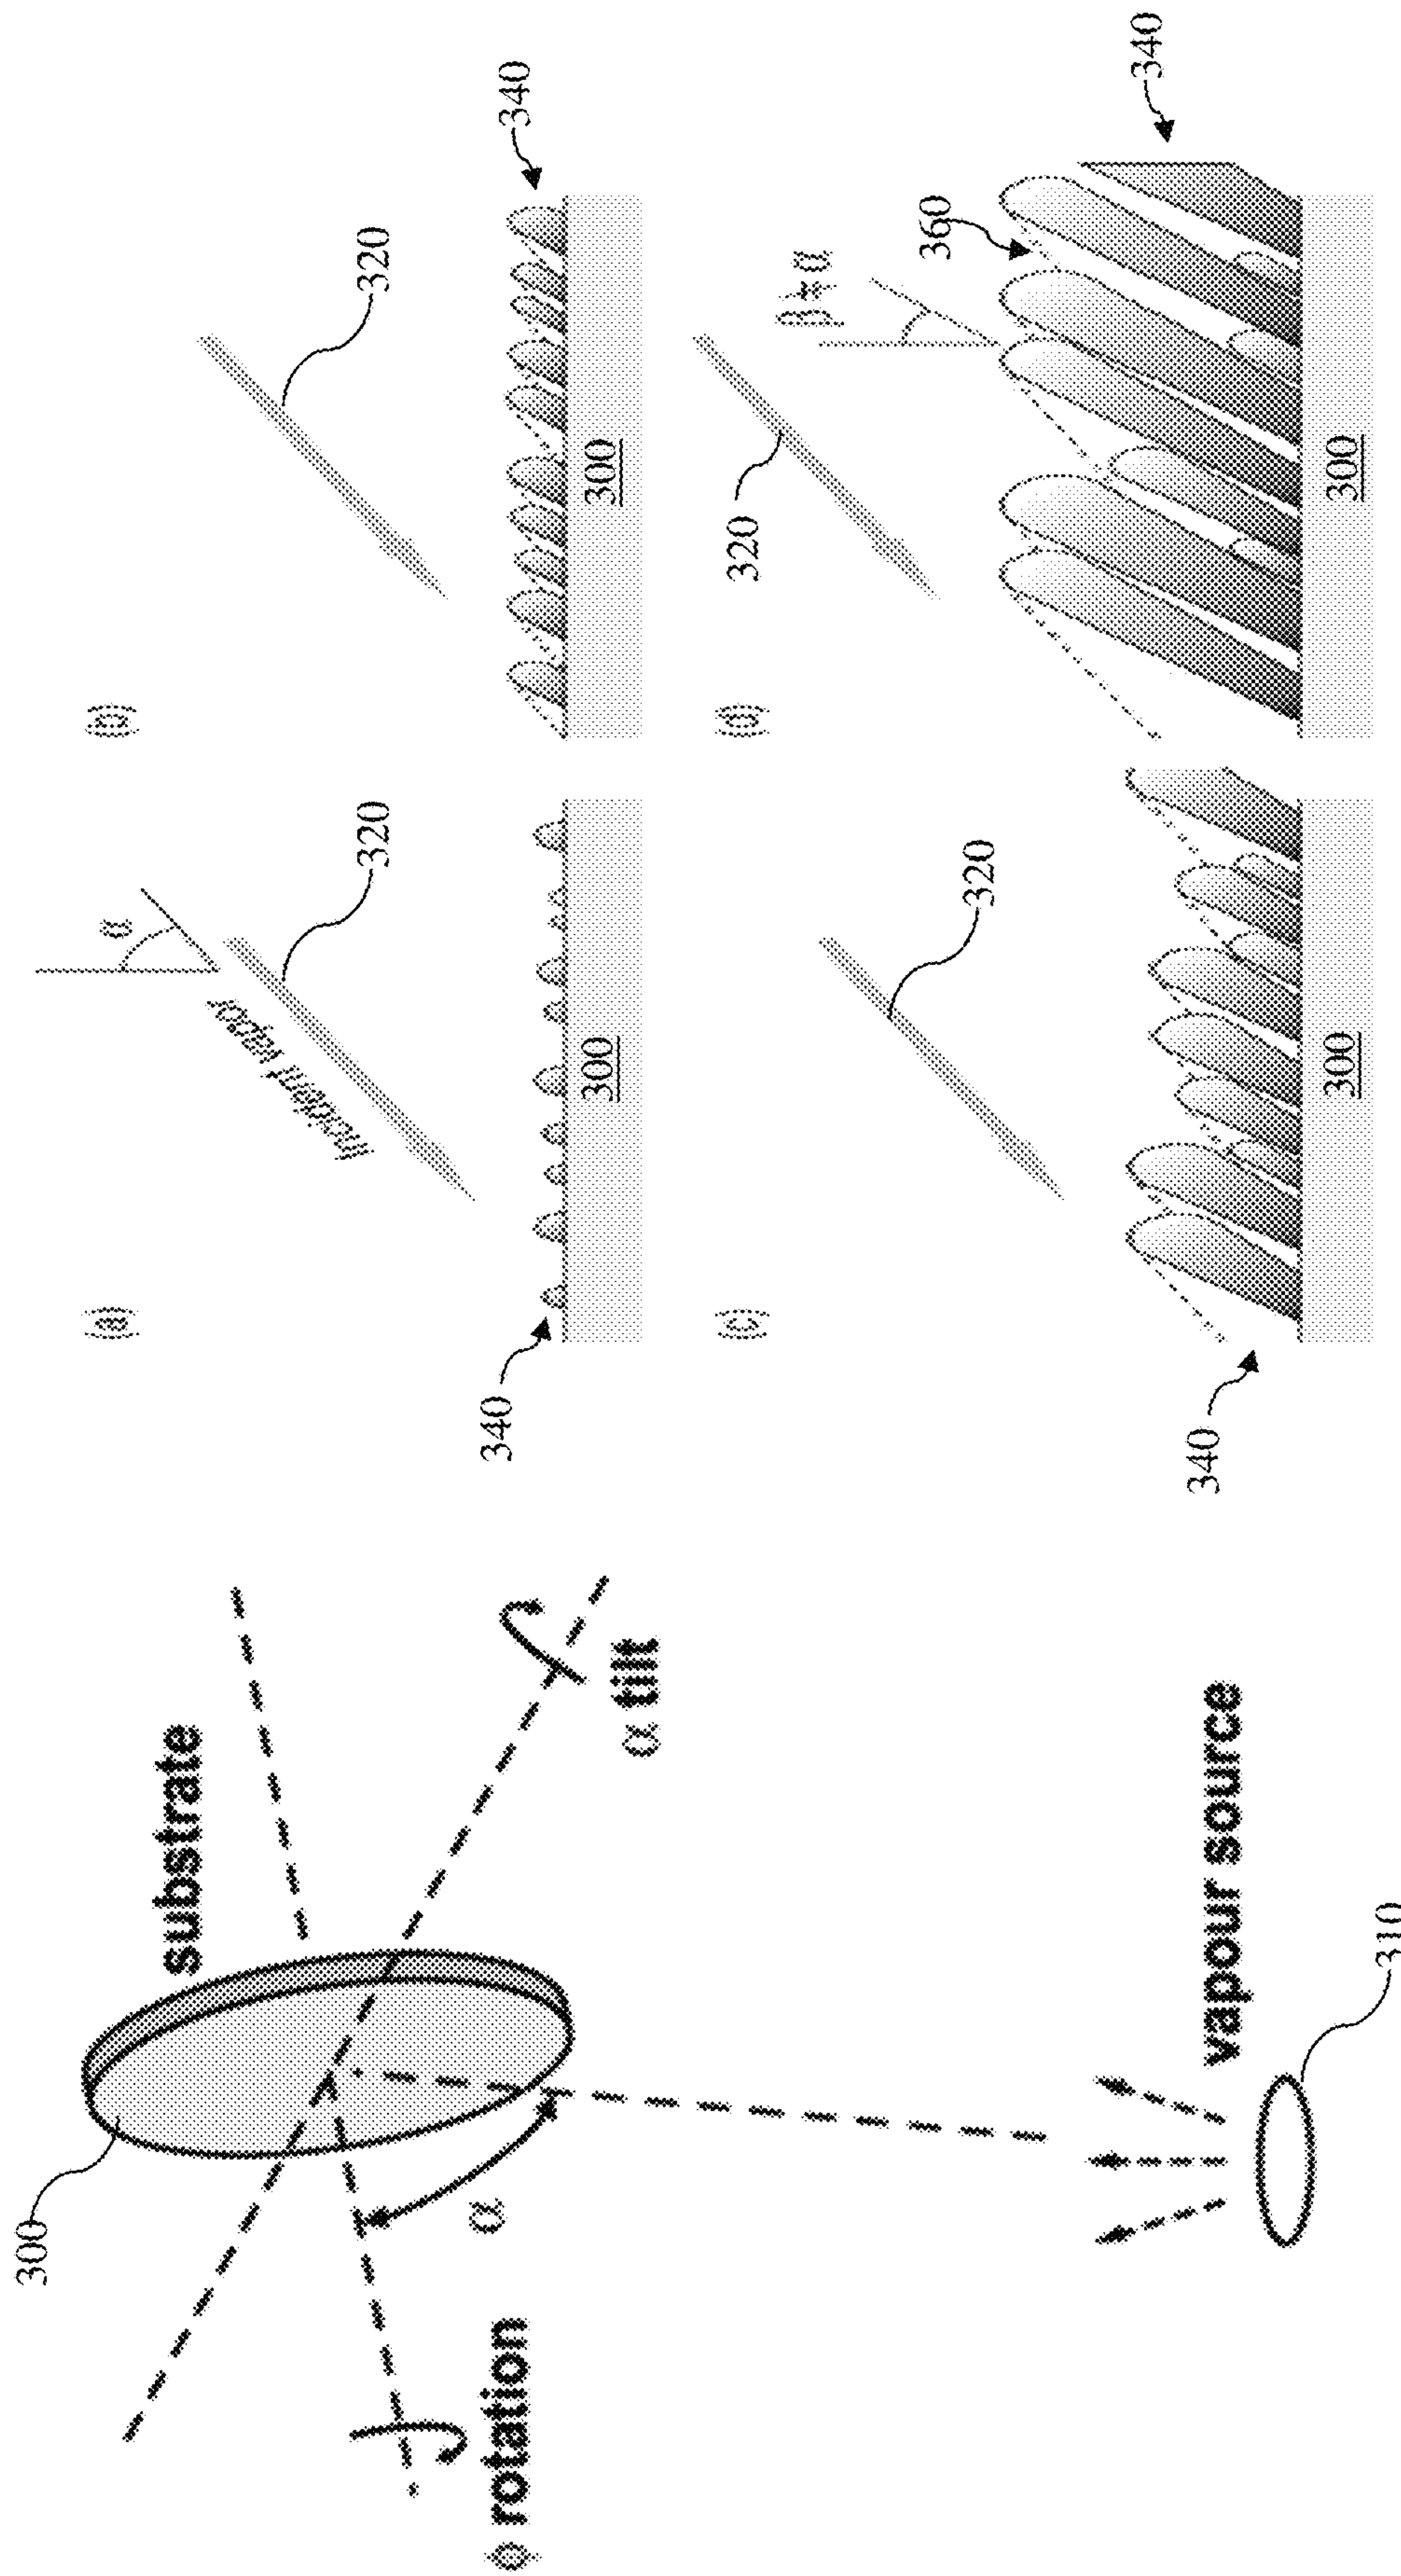 300
substrate
α
α tilt
ϕ rotation
vapour source
310
(a)
α
Incident vapor
320
340
300
(b)
320
340
300
(c)
320
340
300
(d)
320
β ≠ α
360
340
300